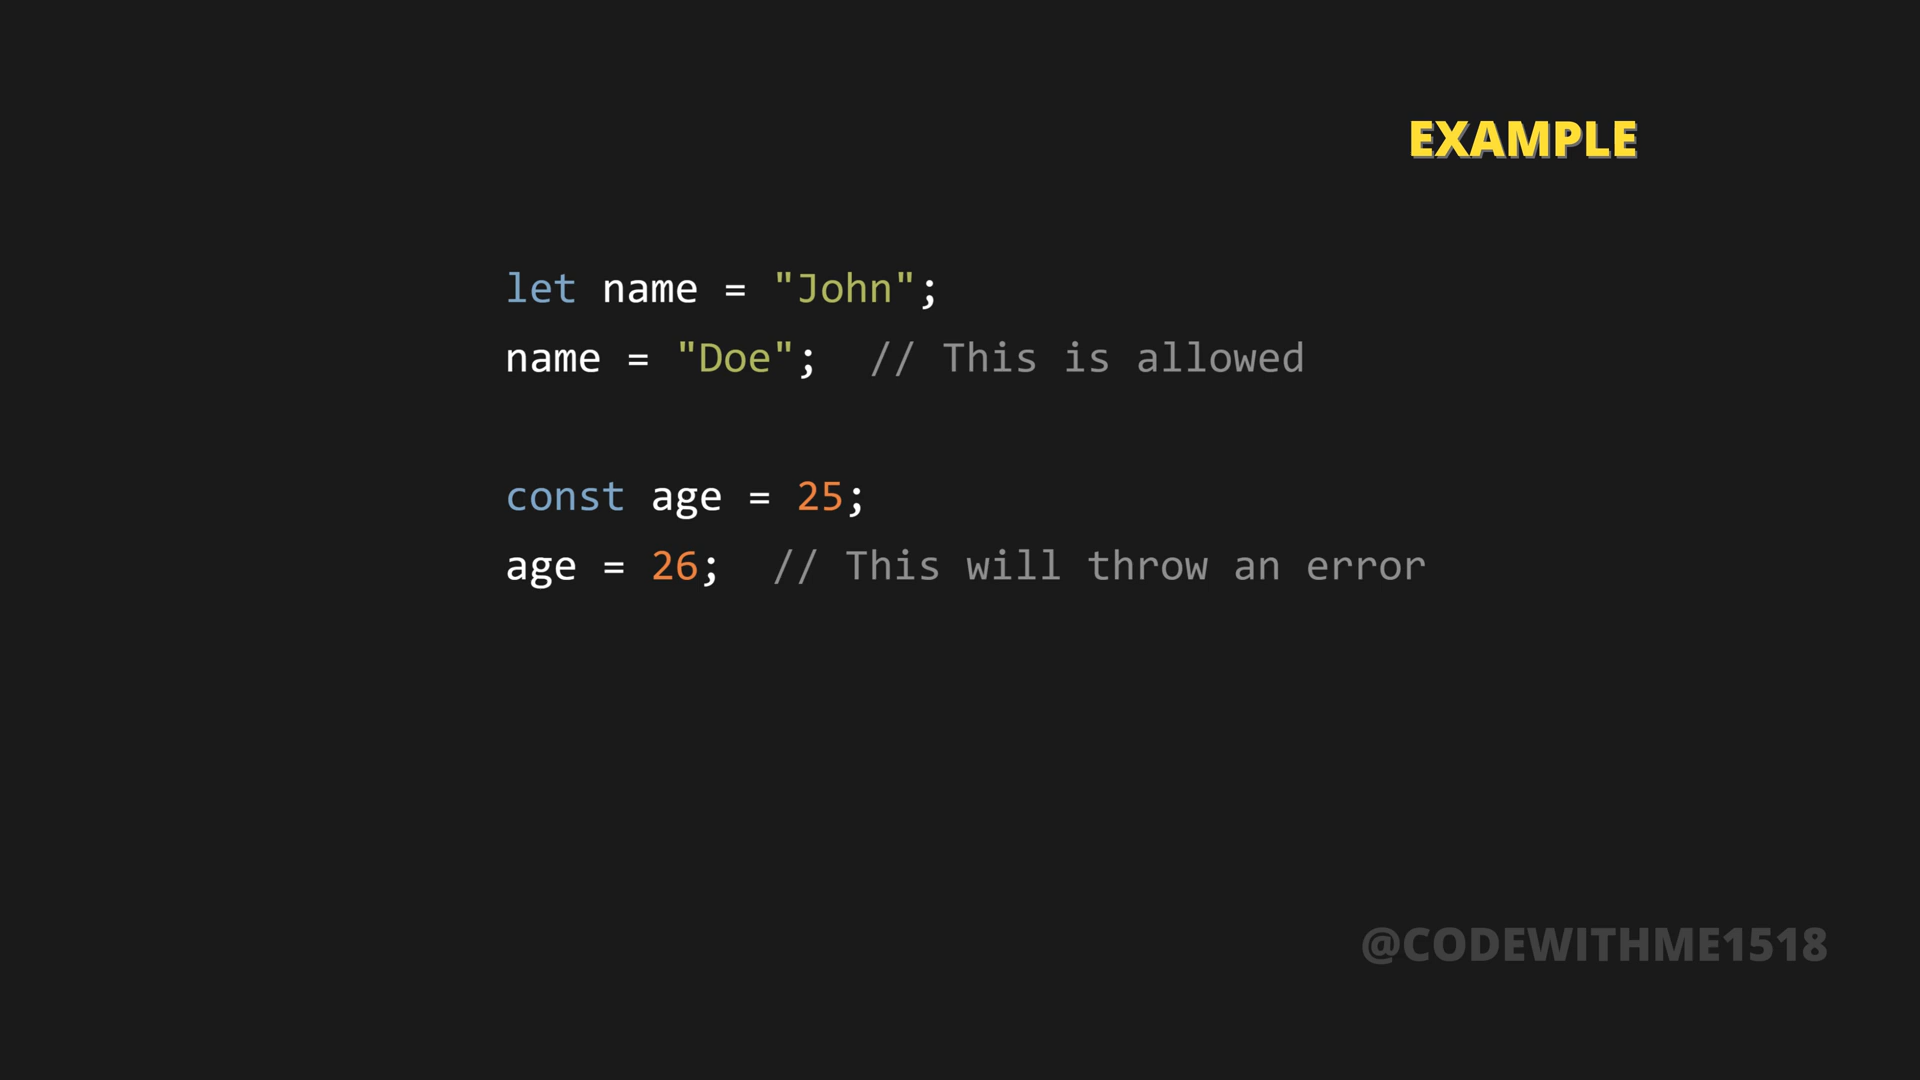 EXAMPLE
let name = "John";
name = "Doe";  // This is allowed
const age = 25;
age = 26;  // This will throw an error
@CODEWITHME1518